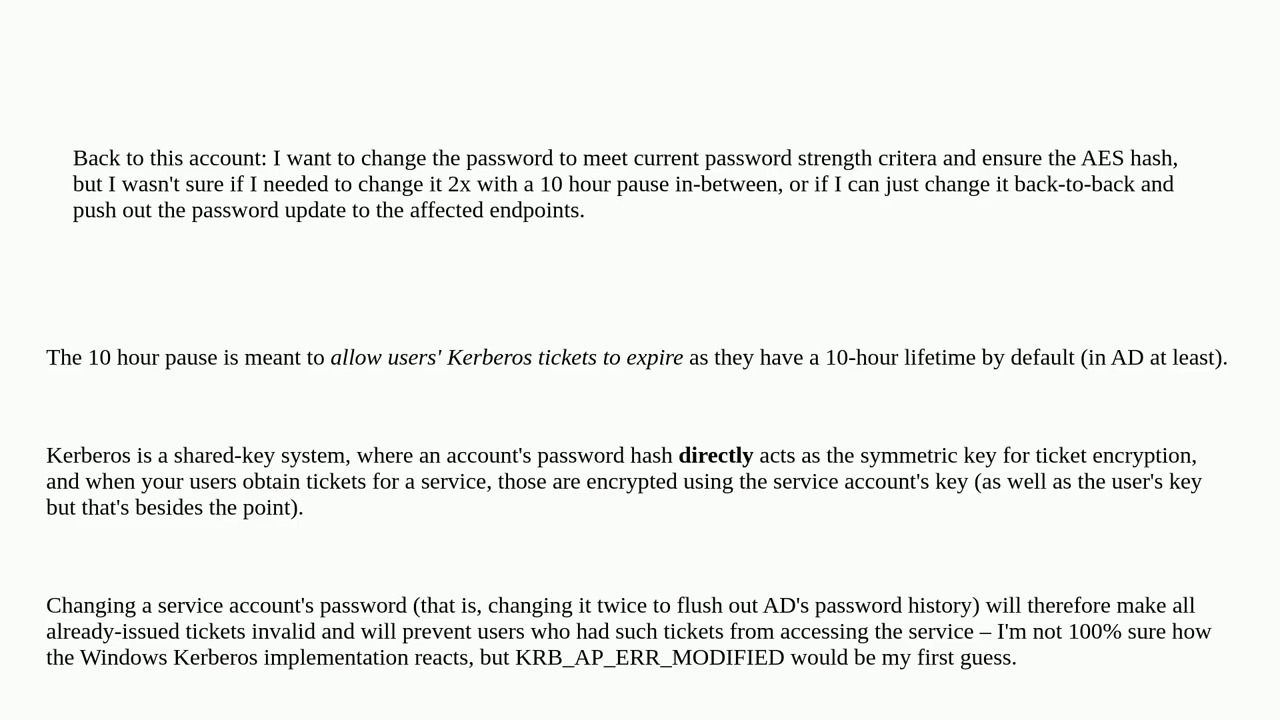 Back to this account: I want to change the password to meet current password strength critera and ensure the AES hash,
but I wasn't sure if I needed to change it 2x with a 10 hour pause in-between, or if I can just change it back-to-back and
push out the password update to the affected endpoints.
The 10 hour pause is meant to allow users' Kerberos tickets to expire as they have a 10-hour lifetime by default (in AD at least).
Kerberos is a shared-key system, where an account's password hash directly acts as the symmetric key for ticket encryption,
and when your users obtain tickets for a service, those are encrypted using the service account's key (as well as the user's key
but that's besides the point).
Changing a service account's password (that is, changing it twice to flush out AD's password history) will therefore make all
already-issued tickets invalid and will prevent users who had such tickets from accessing the service – I'm not 100% sure how
the Windows Kerberos implementation reacts, but KRB_AP_ERR_MODIFIED would be my first guess.